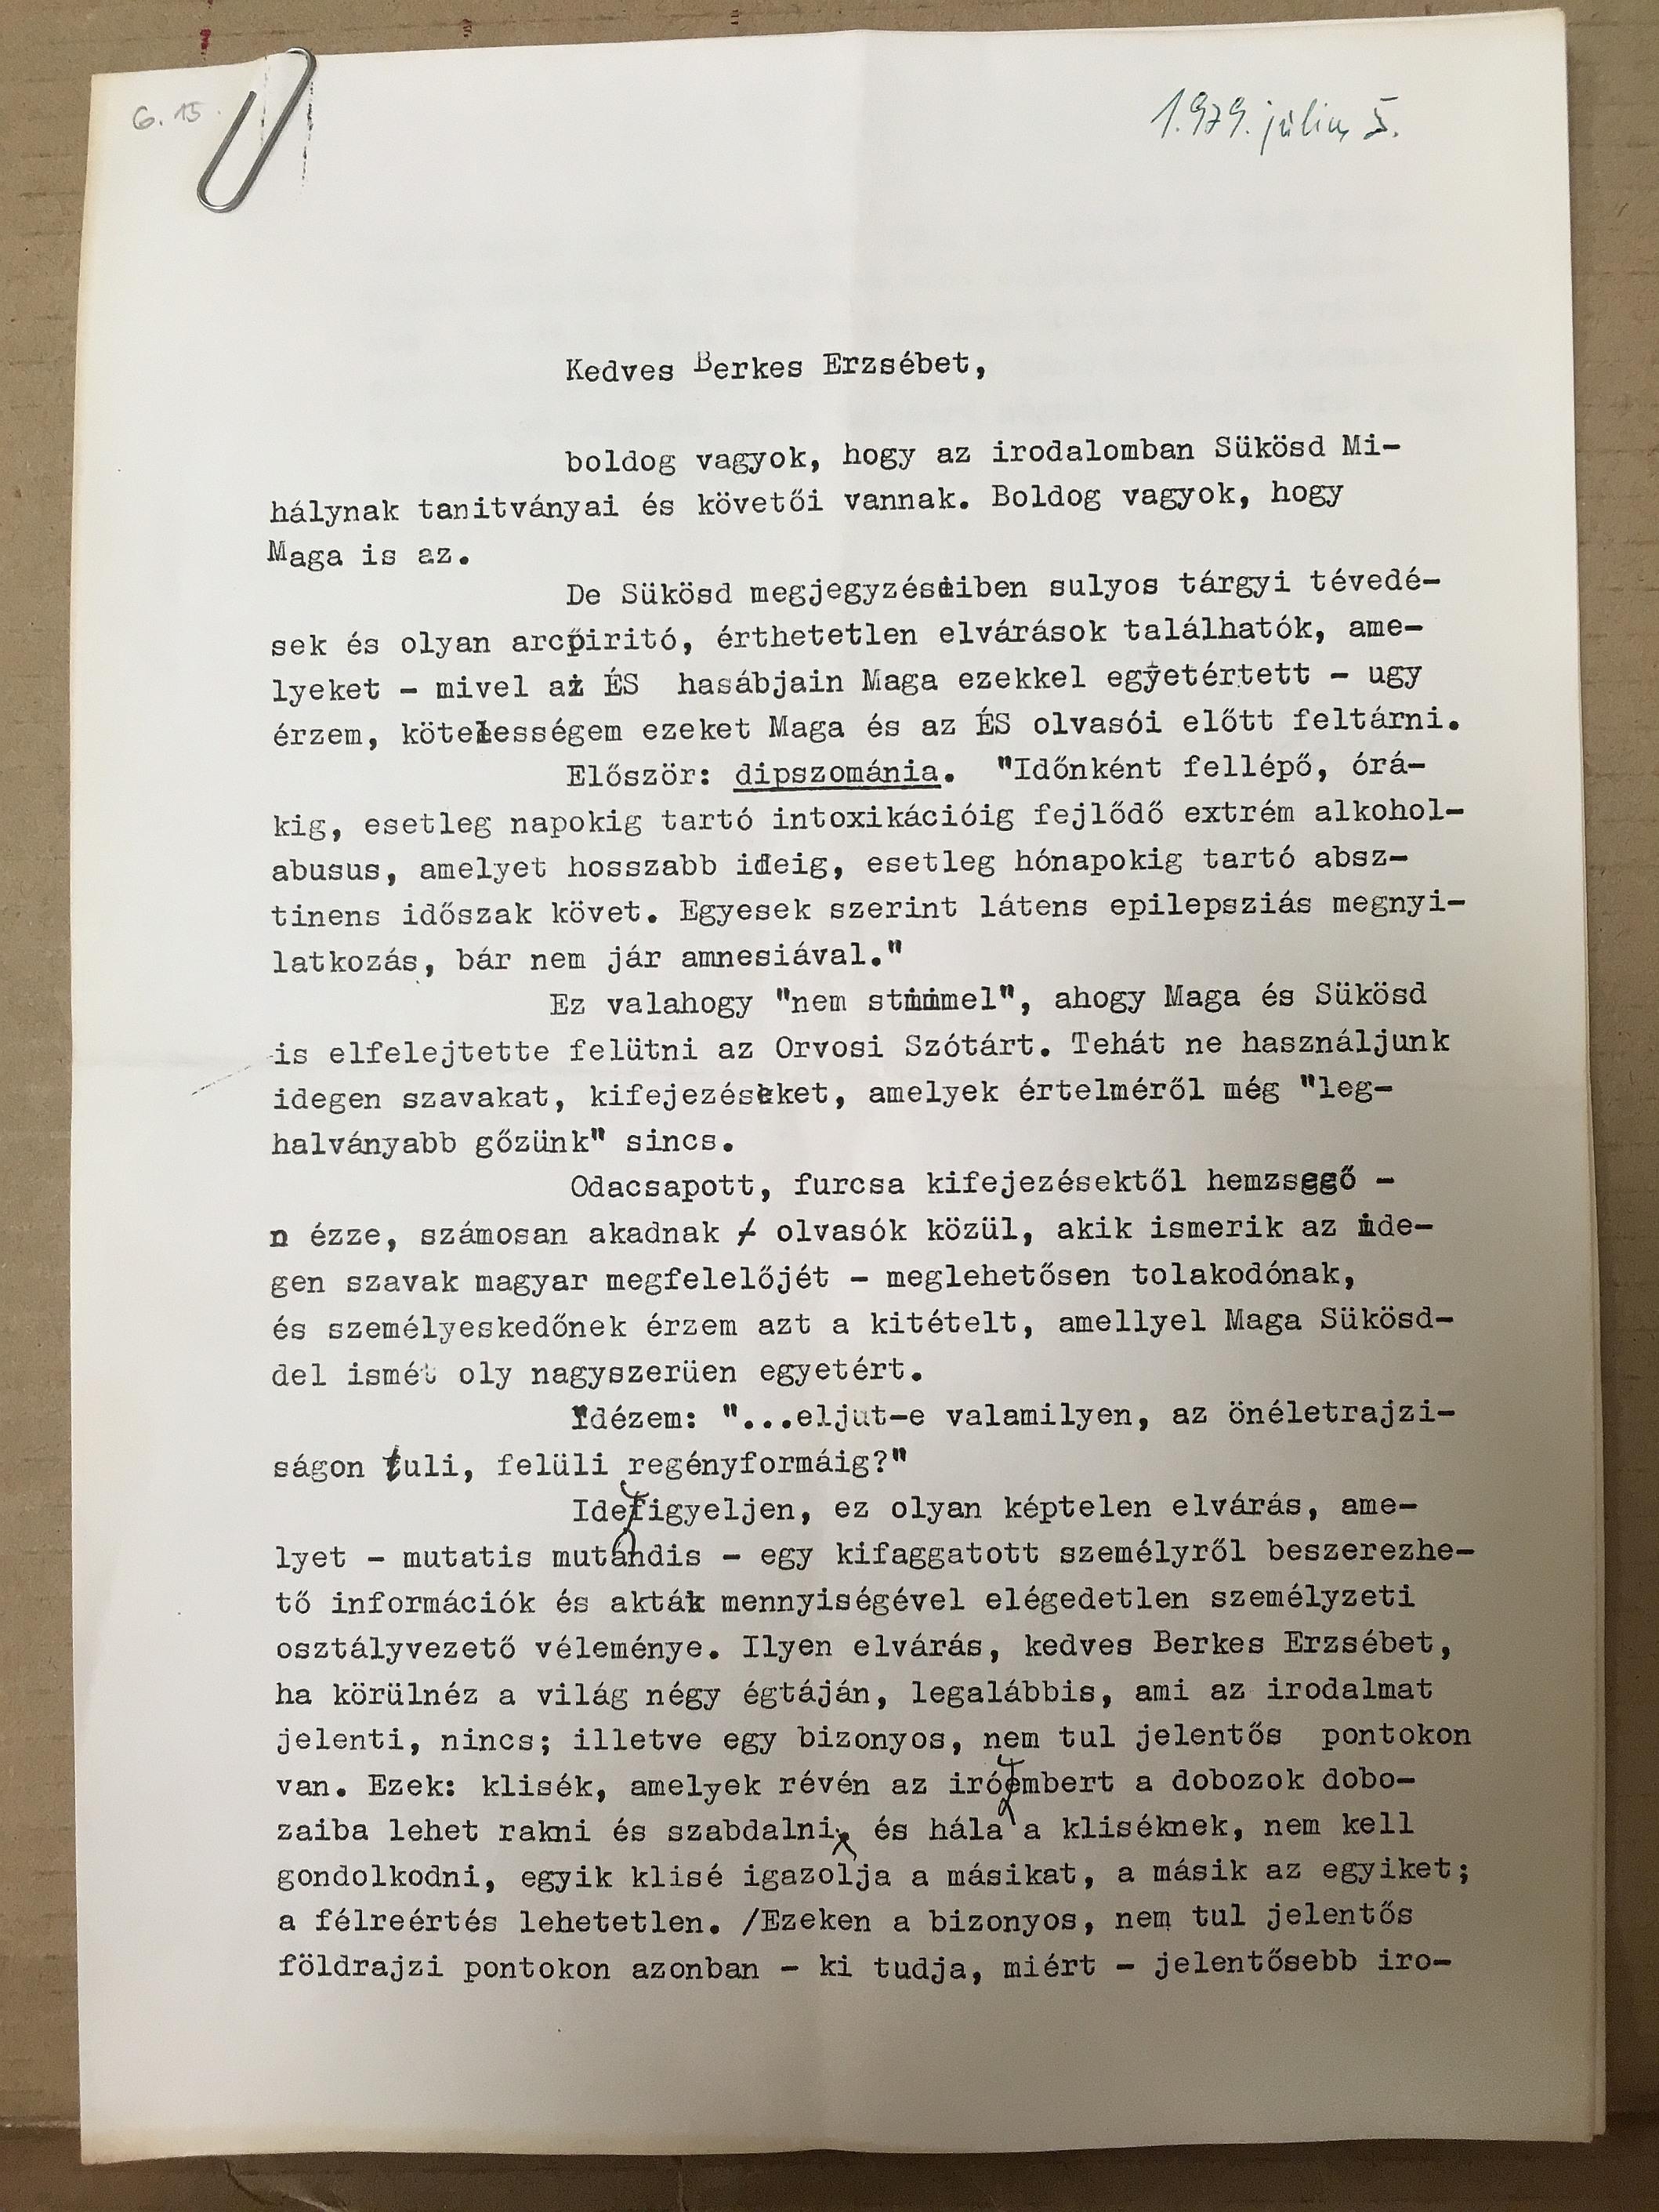 6. 15.
1.979. július 5.
Kedves Berkes Erzsébet,
boldog vagyok, hogy az irodalomban Sükösd Mi-
hálynak tanitványai és követői vannak. Boldog vagyok, hogy
Maga is az.
De Sükösd megjegyzéseiben sulyos tárgyi tévedé-
sek és olyan arcpiritó, érthetetlen elvárások találhatók, ame-
lyeket - mivel az ÉS hasábjain Maga ezekkel egyetértett - ugy
érzem, kötelességem ezeket Maga és az ÉS olvasói előtt feltárni.
Először: dipszománia. "Időnként fellépő, órá-
kig, esetleg napokig tartó intoxikációig fejlődő extrém alkohol-
abusus, amelyet hosszabb ideig, esetleg hónapokig tartó absz-
tinens időszak követ. Egyesek szerint látens epilepsziás megnyi-
latkozás, bár nem jár amnesiával."
Ez valahogy "nem stimmel", ahogy Maga és Sükösd
is elfelejtette felütni az Orvosi Szótárt. Tehát ne használjunk
idegen szavakat, kifejezéseket, amelyek értelméről még "leg-
halványabb gőzünk" sincs.
Odacsapott, furcsa kifejezésektől hemzsegő -
n ézze, számosan akadnak - olvasók közül, akik ismerik az ide-
gen szavak magyar megfelelőjét - meglehetősen tolakodónak,
és személyeskedőnek érzem azt a kitételt, amellyel Maga Sükösd-
del ismét oly nagyszerüen egyetért.
Idézem: "...eljut-e valamilyen, az önéletrajzi-
ságon tuli, felüli regényformáig?"
Idefigyeljen, ez olyan képtelen elvárás, ame-
lyet - mutatis mutandis - egy kifaggatott személyről beszerezhe-
tő információk és akták mennyiségével elégedetlen személyzeti
osztályvezető véleménye. Ilyen elvárás, kedves Berkes Erzsébet,
ha körülnéz a világ négy égtáján, legalábbis, ami az irodalmat
jelenti, nincs; illetve egy bizonyos, nem tul jelentős pontokon
van. Ezek: klisék, amelyek révén az iróembert a dobozok dobo-
zaiba lehet rakni és szabdalni, és hála a kliséknek, nem kell
gondolkodni, egyik klisé igazolja a másikat, a másik az egyiket;
a félreértés lehetetlen. /Ezeken a bizonyos, nem tul jelentős
földrajzi pontokon azonban - ki tudja, miért - jelentősebb iro-